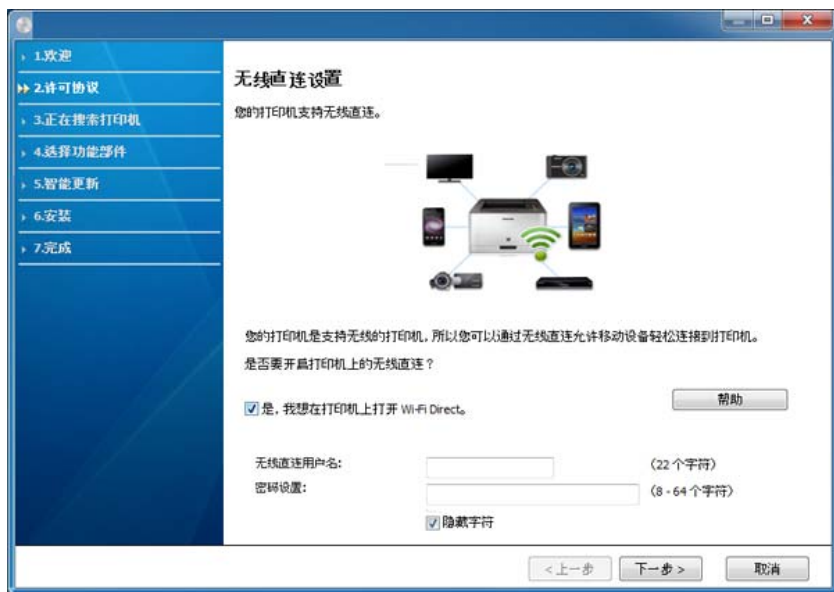 1.欢迎
2.许可协议
3.正在搜索打印机
4.选择功能部件
5.智能更新
6.安装
7.完成
无线直连设置
您的打印机支持无线直连。
您的打印机是支持无线的打印机，所以您可以通过无线直连允许移动设备轻松连接到打印机。
是否要开启打印机上的无线直连？
是，我想在打印机上打开 Wi-Fi Direct。
帮助
无线直连用户名：
（22 个字符）
密码设置：
（8 - 64 个字符）
隐藏字符
< 上一步
下一步 >
取消